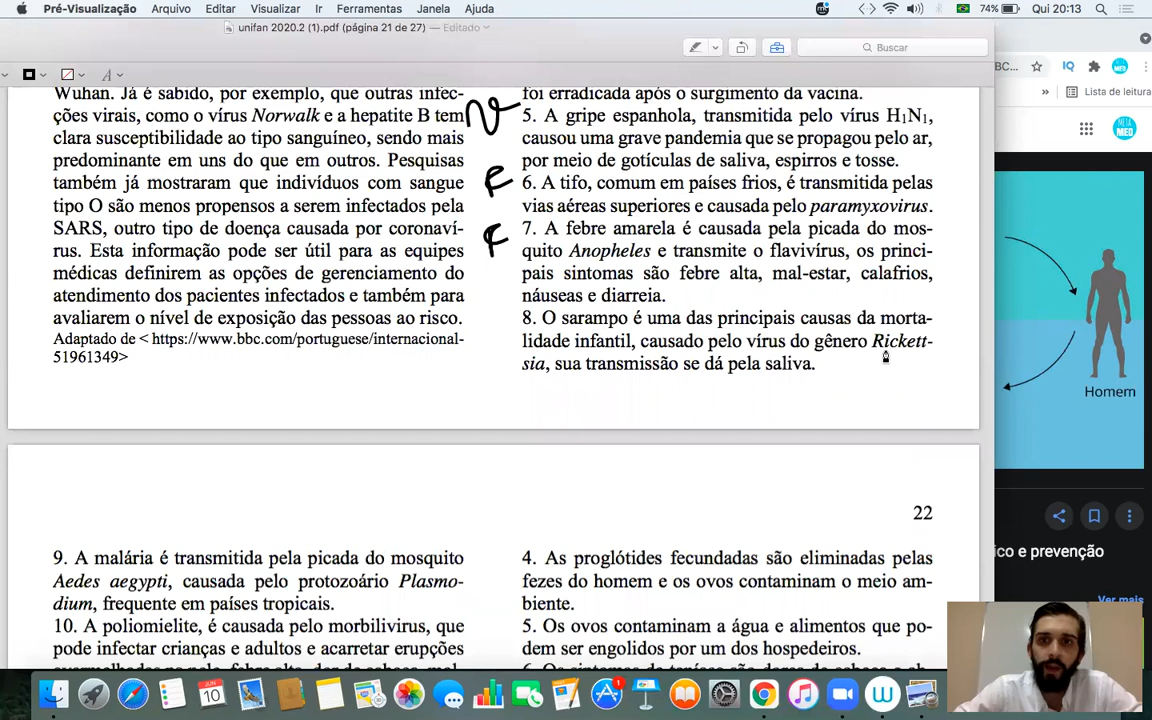 Pré-Visualização Arquivo Editar Visualizar Ir Ferramentas Janela Ajuda
74% Qui 20:13
unifan 2020.2 (1).pdf (página 21 de 27) — Editado
Buscar
A
BC...
IQ
MED
» Lista de leitura
META MED
Wuhan. Já é sabido, por exemplo, que outras infec-
ções virais, como o vírus Norwalk e a hepatite B tem
clara susceptibilidade ao tipo sanguíneo, sendo mais
predominante em uns do que em outros. Pesquisas
também já mostraram que indivíduos com sangue
tipo O são menos propensos a serem infectados pela
SARS, outro tipo de doença causada por coronaví-
rus. Esta informação pode ser útil para as equipes
médicas definirem as opções de gerenciamento do
atendimento dos pacientes infectados e também para
avaliarem o nível de exposição das pessoas ao risco.
Adaptado de < https://www.bbc.com/portuguese/internacional-
51961349>
foi erradicada após o surgimento da vacina.
V
5. A gripe espanhola, transmitida pelo vírus H₁N₁,
causou uma grave pandemia que se propagou pelo ar,
por meio de gotículas de saliva, espirros e tosse.
F
6. A tifo, comum em países frios, é transmitida pelas
vias aéreas superiores e causada pelo paramyxovirus.
F
7. A febre amarela é causada pela picada do mos-
quito Anopheles e transmite o flavivírus, os princi-
pais sintomas são febre alta, mal-estar, calafrios,
náuseas e diarreia.
8. O sarampo é uma das principais causas da morta-
lidade infantil, causado pelo vírus do gênero Rickett-
sia, sua transmissão se dá pela saliva.
22
9. A malária é transmitida pela picada do mosquito
Aedes aegypti, causada pelo protozoário Plasmo-
dium, frequente em países tropicais.
10. A poliomielite, é causada pelo morbilivirus, que
pode infectar crianças e adultos e acarretar erupções
4. As proglótides fecundadas são eliminadas pelas
fezes do homem e os ovos contaminam o meio am-
biente.
5. Os ovos contaminam a água e alimentos que po-
dem ser engolidos por um dos hospedeiros.
Homem
ico e prevenção
Ver mais